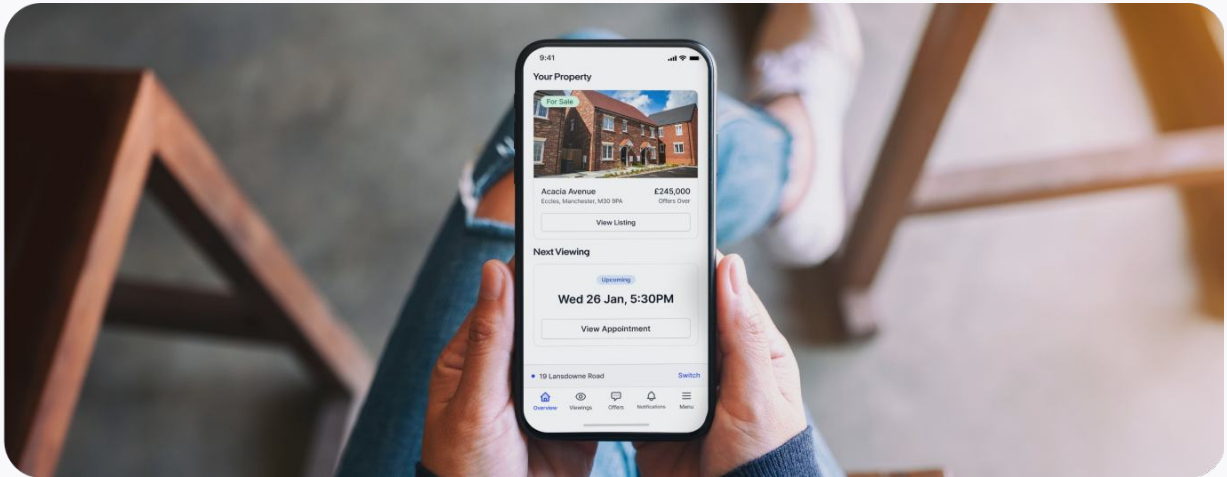 9:41
Your Property
For Sale
Acacia Avenue £245,000
Eccles, Manchester, M30 9PA Offers Over
View Listing
Next Viewing
Upcoming
Wed 26 Jan, 5:30PM
View Appointment
19 Lansdowne Road Switch
Overview Viewings Offers Notifications Menu